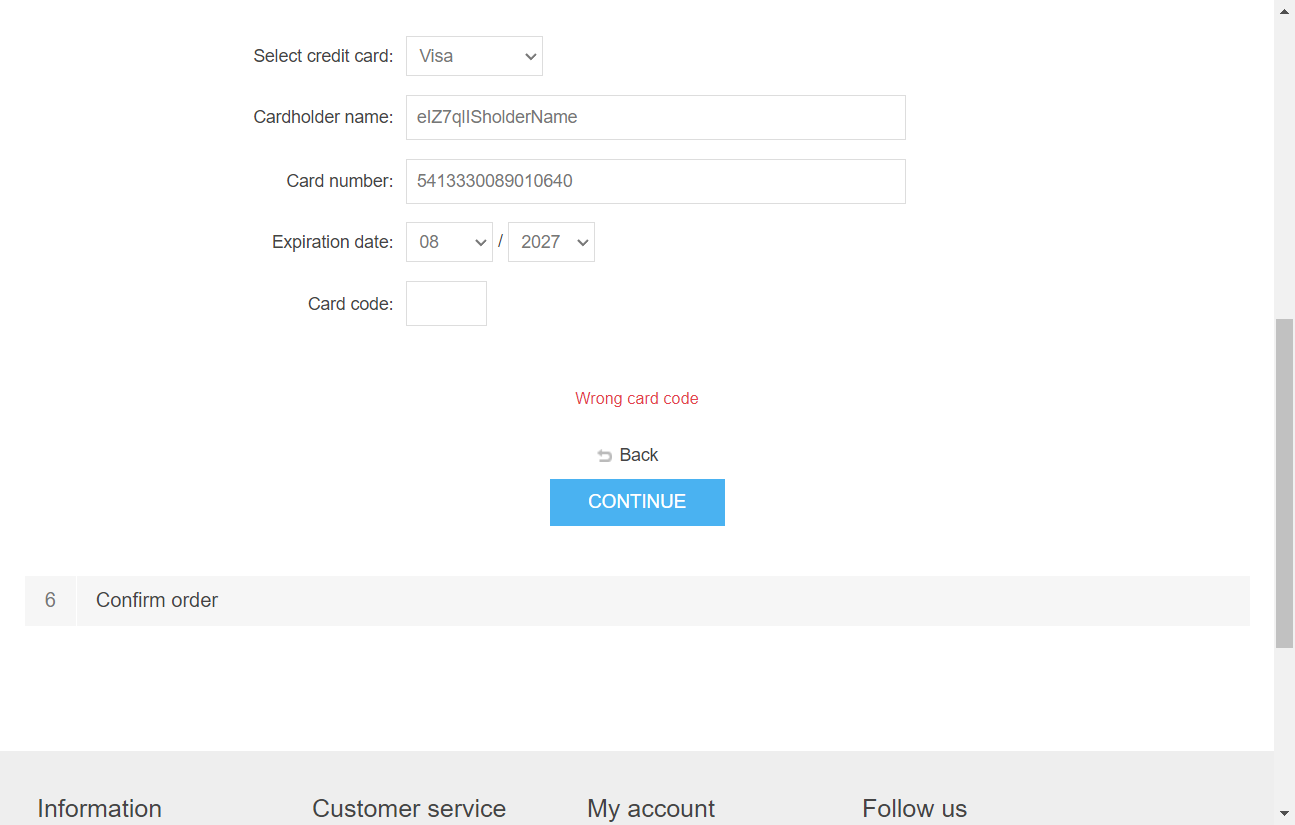 Select credit card: Visa
Cardholder name: eIZ7qIISholderName
Card number: 5413330089010640
Expiration date: 08 / 2027
Card code:
Wrong card code
Back
CONTINUE
6 Confirm order
Information Customer service My account Follow us